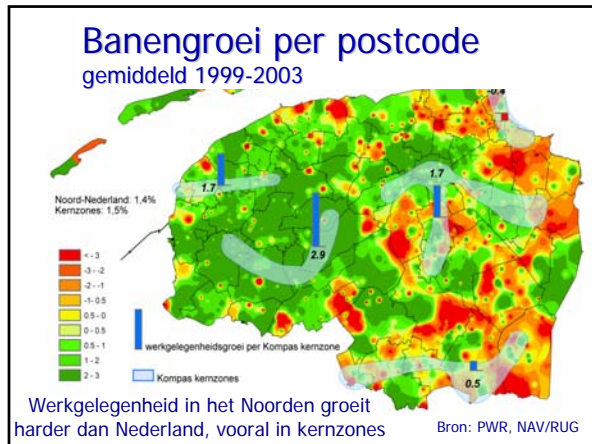 Banengroei per postcode
gemiddeld 1999-2003
-0.4
1.7
1.7
Noord-Nederland: 1,4%
Kernzones: 1,5%
2.9
< - 3
-3 - -2
-2 - -1
-1 - 0.5
0.5 - 0
0 - 0.5
0.5 - 1
1 - 2
2 - 3
werkgelegenheidsgroei per Kompas kernzone
Kompas kernzones
0.5
Werkgelegenheid in het Noorden groeit
harder dan Nederland, vooral in kernzones
Bron: PWR, NAV/RUG